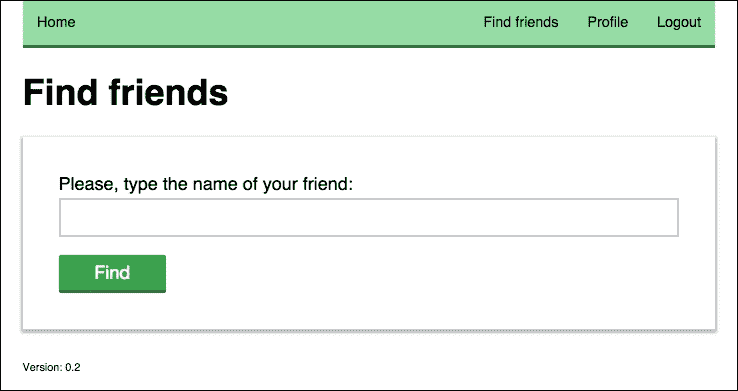 Home Find friends Profile Logout
Find friends
Please, type the name of your friend:
Find
Version: 0.2